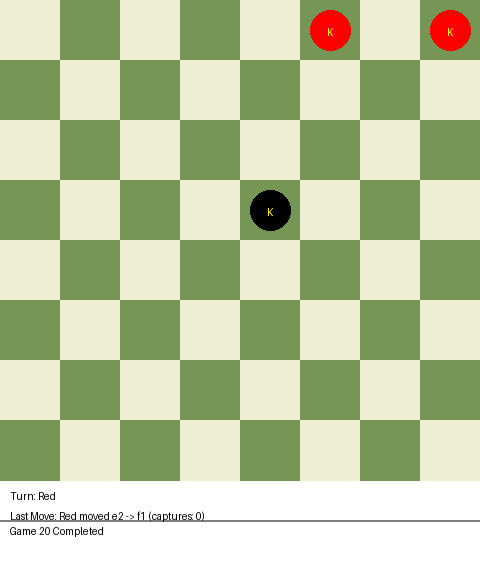 K K
K
Turn: Red
Last Move: Red moved e2 -> f1 (captures: 0)
Game 20 Completed